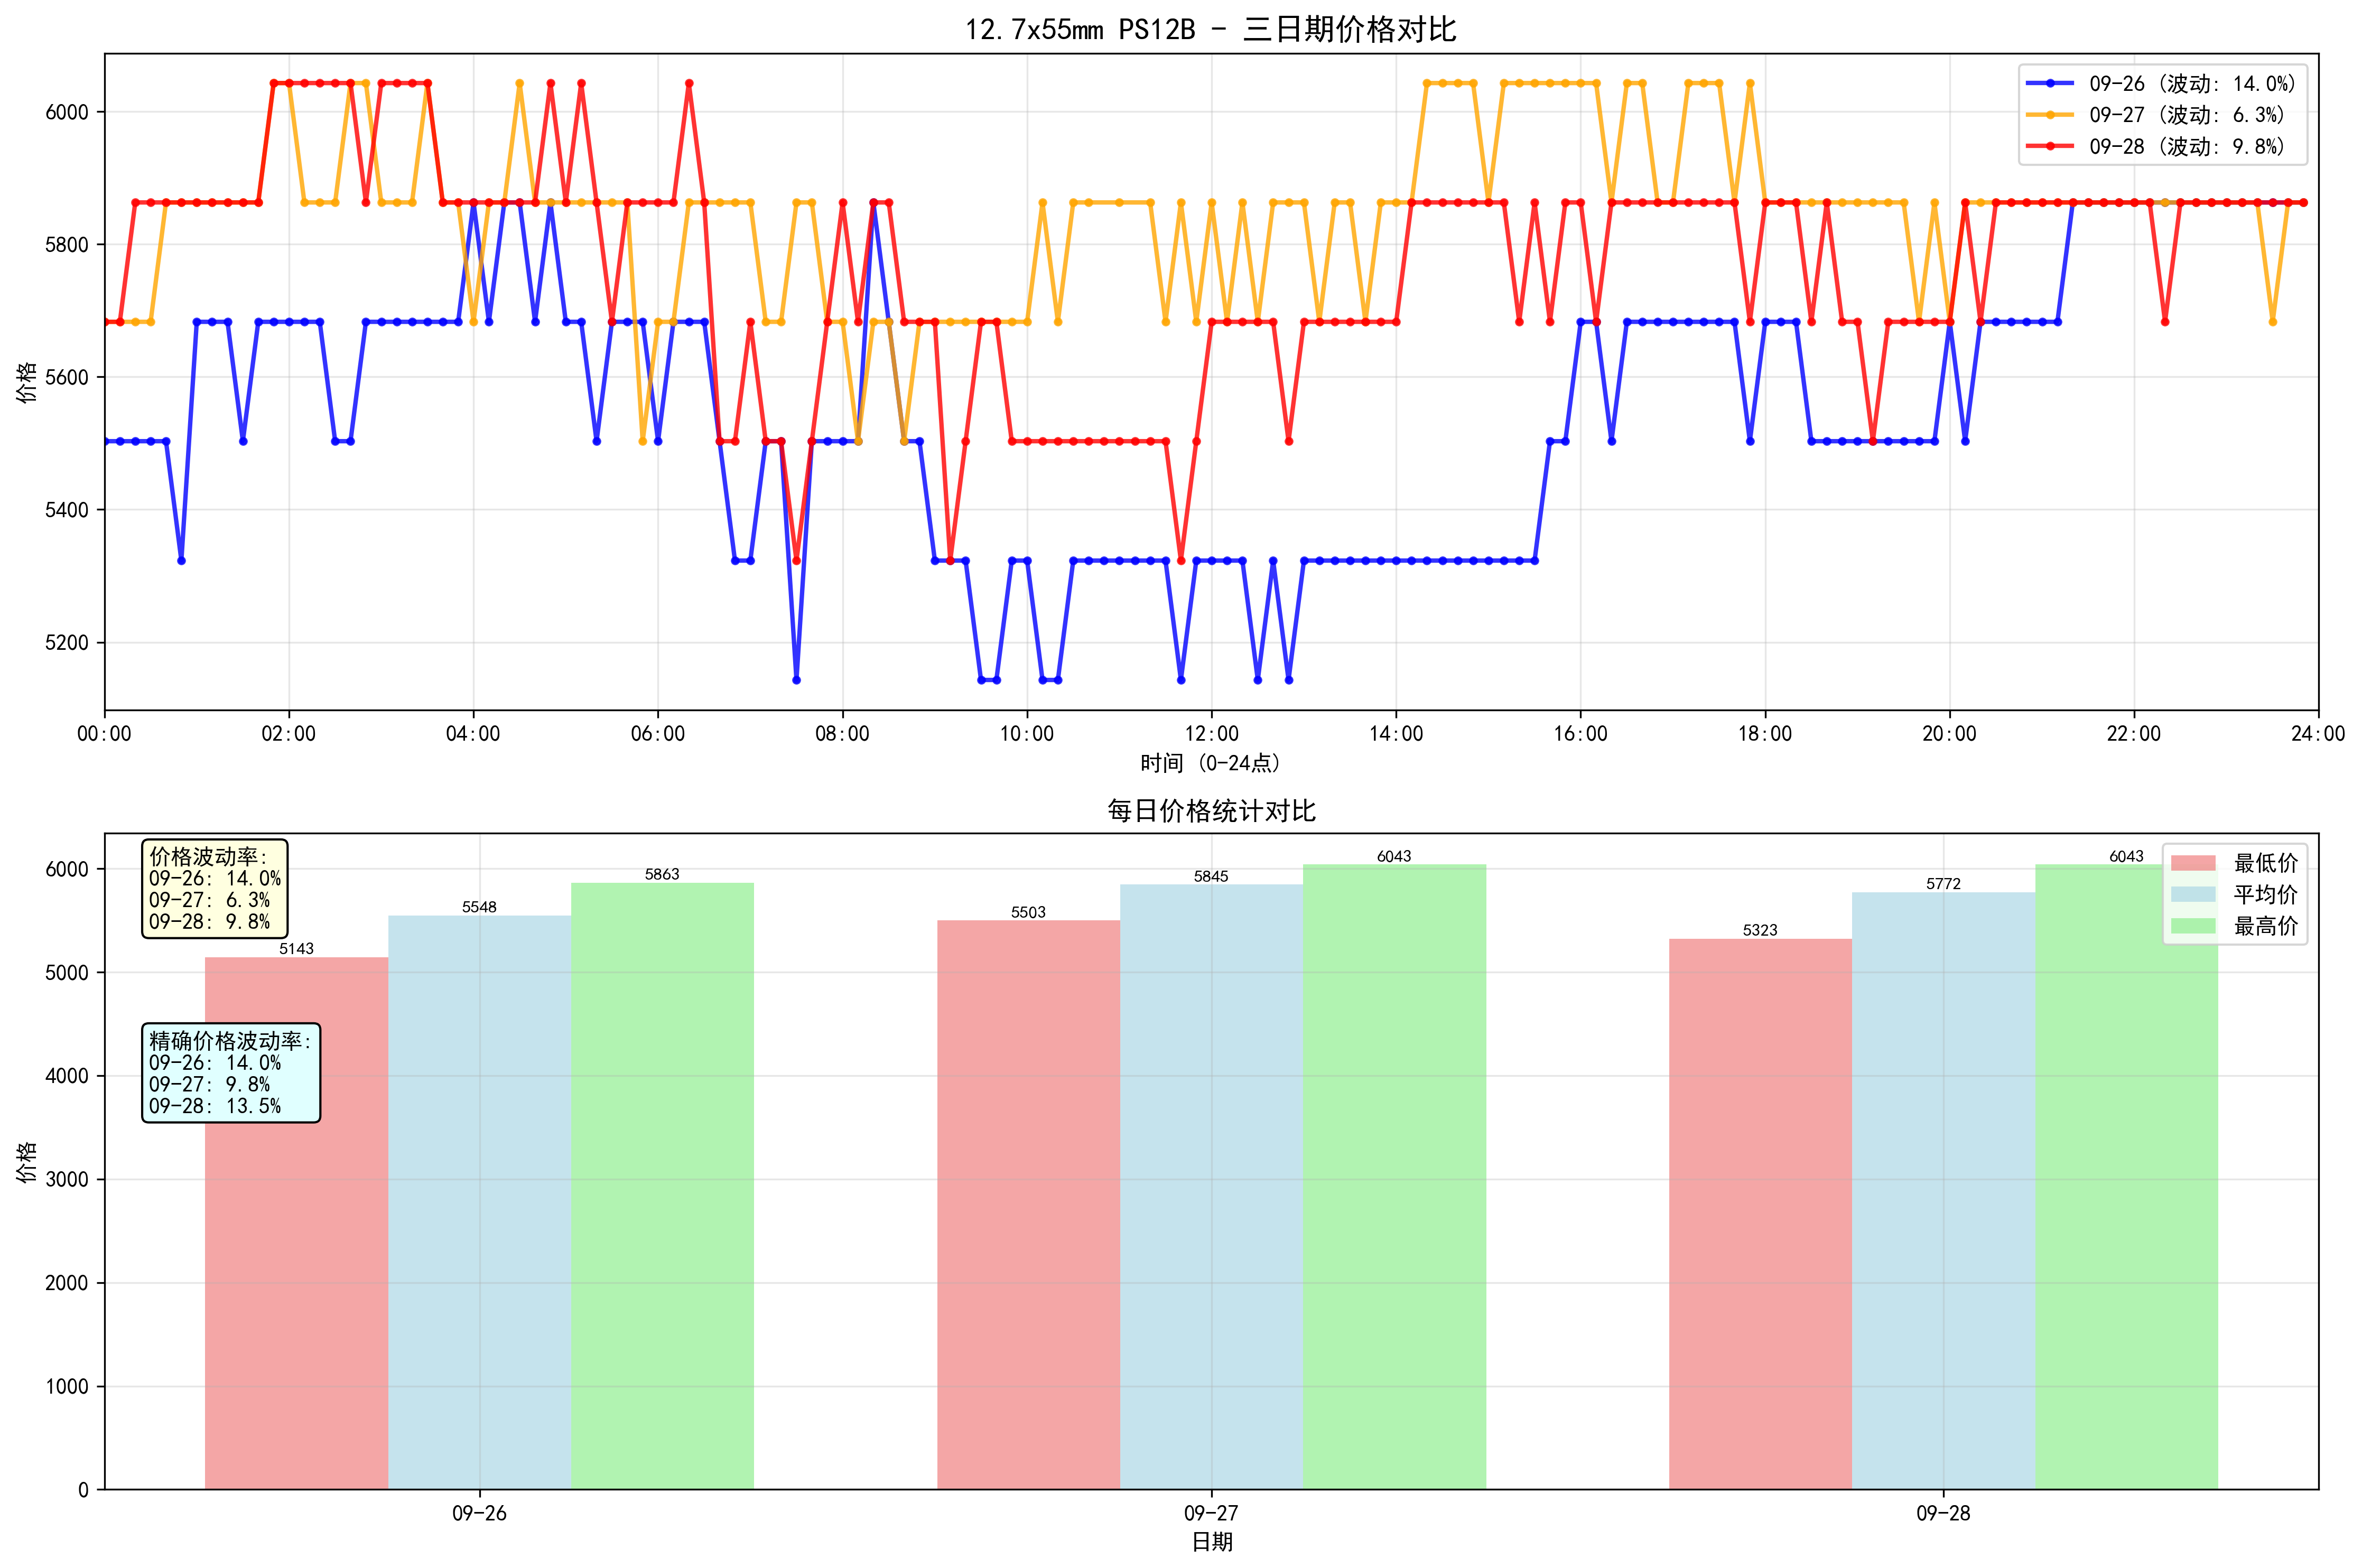 12.7x55mm PS12B - 三日期价格对比
09-26 (波动: 14.0%)
09-27 (波动: 6.3%)
09-28 (波动: 9.8%)
价格
6000
5800
5600
5400
5200
00:00 02:00 04:00 06:00 08:00 10:00 12:00 14:00 16:00 18:00 20:00 22:00 24:00
时间 (0-24点)
每日价格统计对比
价格波动率:
09-26: 14.0%
09-27: 6.3%
09-28: 9.8%
精确价格波动率:
09-26: 14.0%
09-27: 9.8%
09-28: 13.5%
最低价
平均价
最高价
5143 5548 5863 5503 5845 6043 5323 5772 6043
价格
6000
5000
4000
3000
2000
1000
0
09-26 09-27 09-28
日期